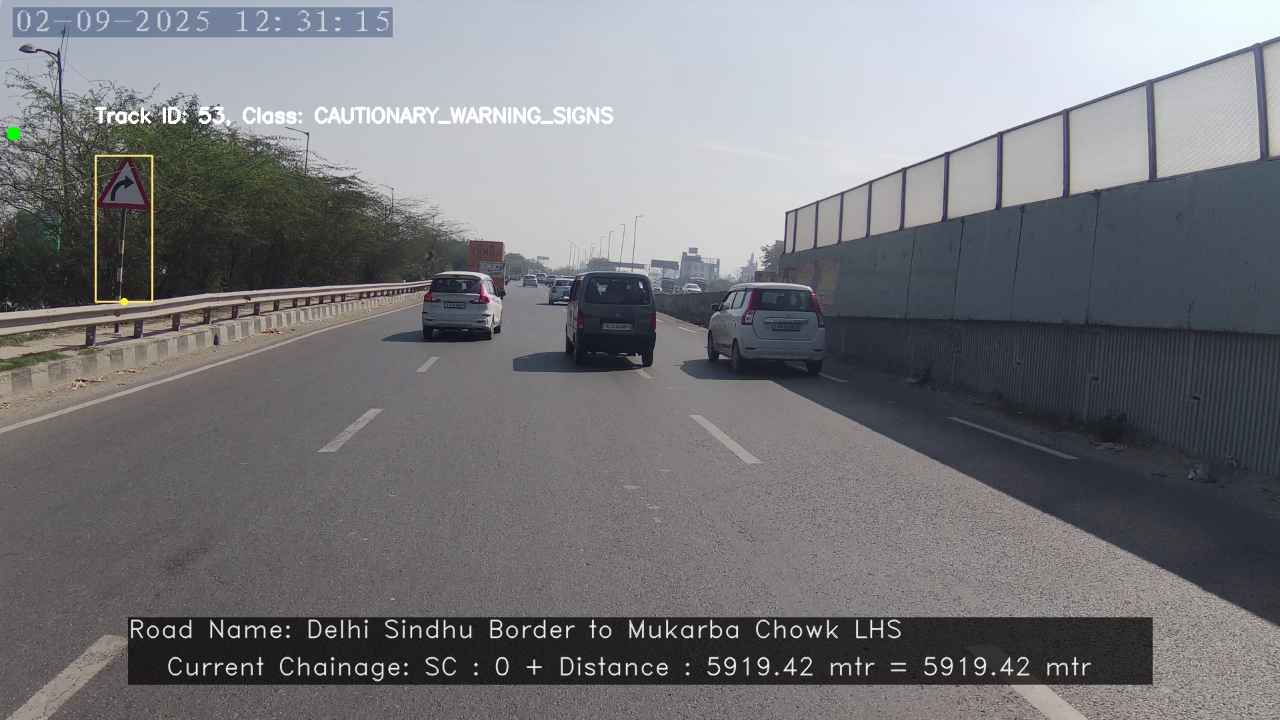 02-09-2025 12:31:15
Track ID: 53, Class: CAUTIONARY_WARNING_SIGNS
Road Name: Delhi Sindhu Border to Mukarba Chowk LHS
Current Chainage: SC : 0 + Distance : 5919.42 mtr = 5919.42 mtr